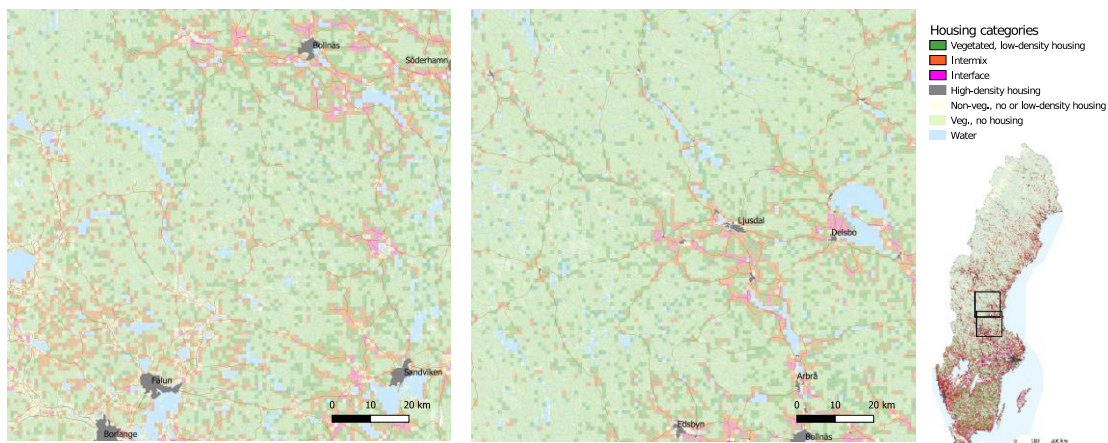 Bollnäs
Söderhamn
Falun
Sandviken
Borlänge
0 10 20 km
Ljusdal
Delsbo
Arbrå
Edsbyn
Bollnäs
0 10 20 km
Housing categories
Vegetated, low-density housing
Intermix
Interface
High-density housing
Non-veg., no or low-density housing
Veg., no housing
Water